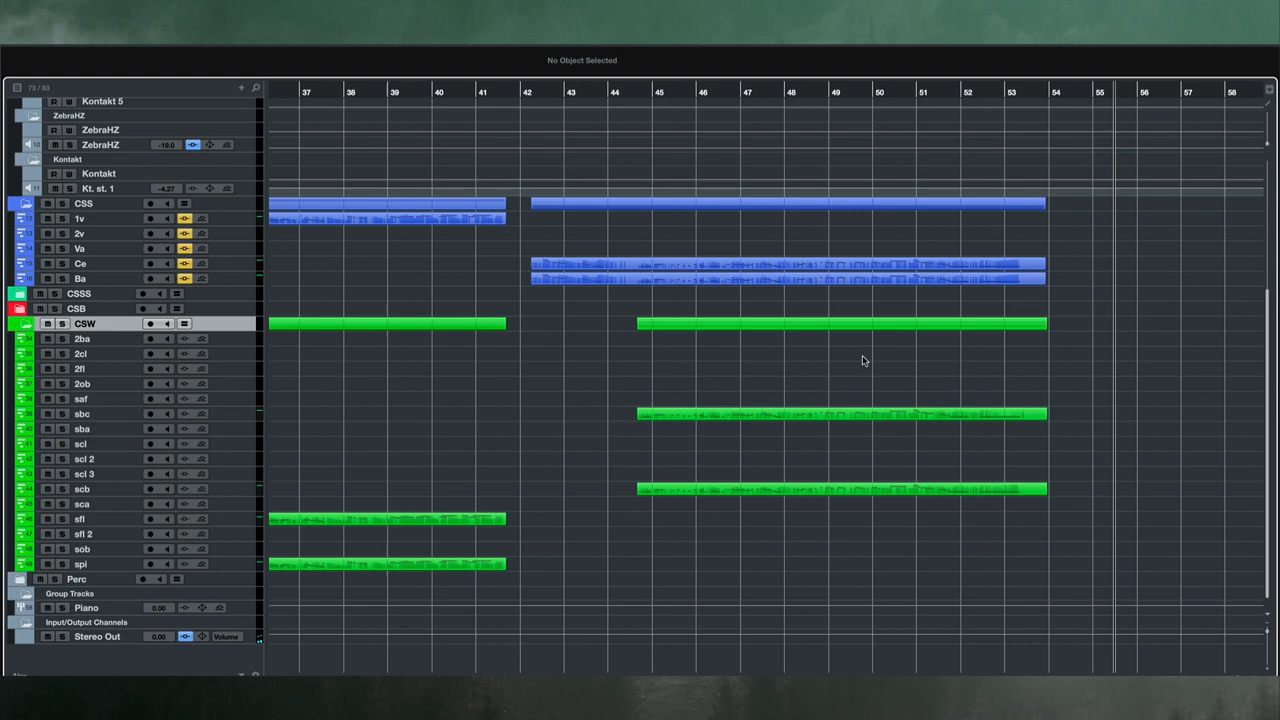 No Object Selected
73 / 83
37 38 39 40 41 42 43 44 45 46 47 48 49 50 51 52 53 54 55 56 57 58
R W Kontakt 5
ZebraHZ
R W ZebraHZ
10 m S ZebraHZ -19.0
Kontakt
R W Kontakt
11 m S Kt. st. 1 -4.27
m S CSS
m S 1v
m S 2v
m S Va
m S Ce
m S Ba
m S CSSS
m S CSB
m S CSW
m S 2ba
m S 2cl
m S 2fl
m S 2ob
m S saf
m S sbc
m S sba
m S scl
m S scl 2
m S scl 3
m S scb
m S sca
m S sfl
m S sfl 2
m S sob
m S spi
m S Perc
Group Tracks
m S Piano 0.00
Input/Output Channels
m S Stereo Out 0.00 Volume